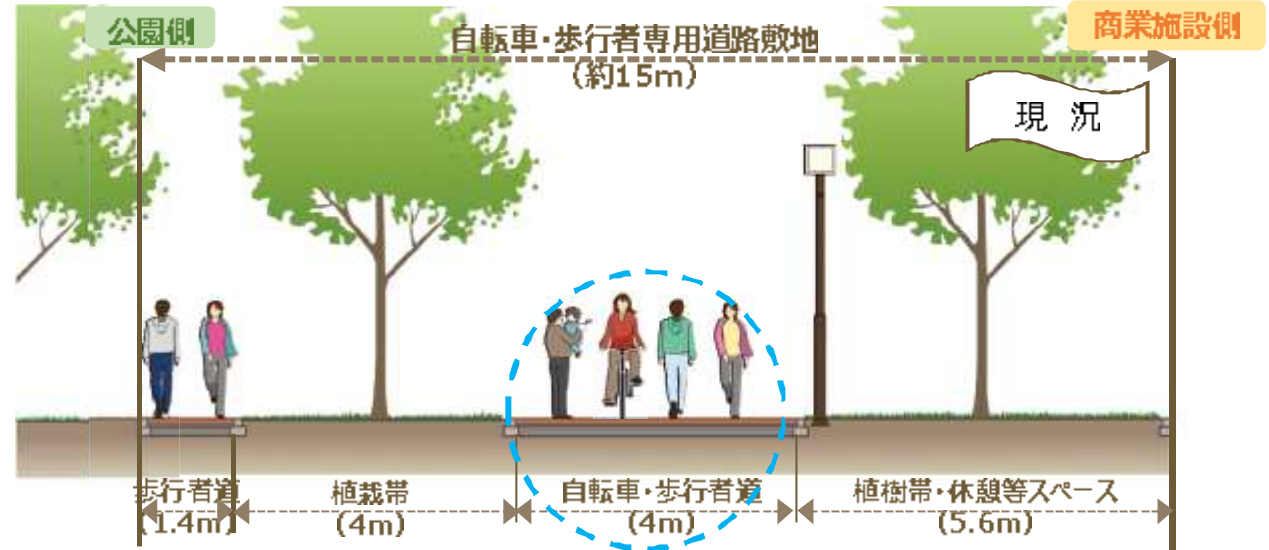 公園側
商業施設側
自転車・歩行者専用道路敷地
(約15m)
現 況
歩行者道
(1.4m)
植栽帯
(4m)
自転車・歩行者道
(4m)
植樹帯・休憩等スペース
(5.6m)